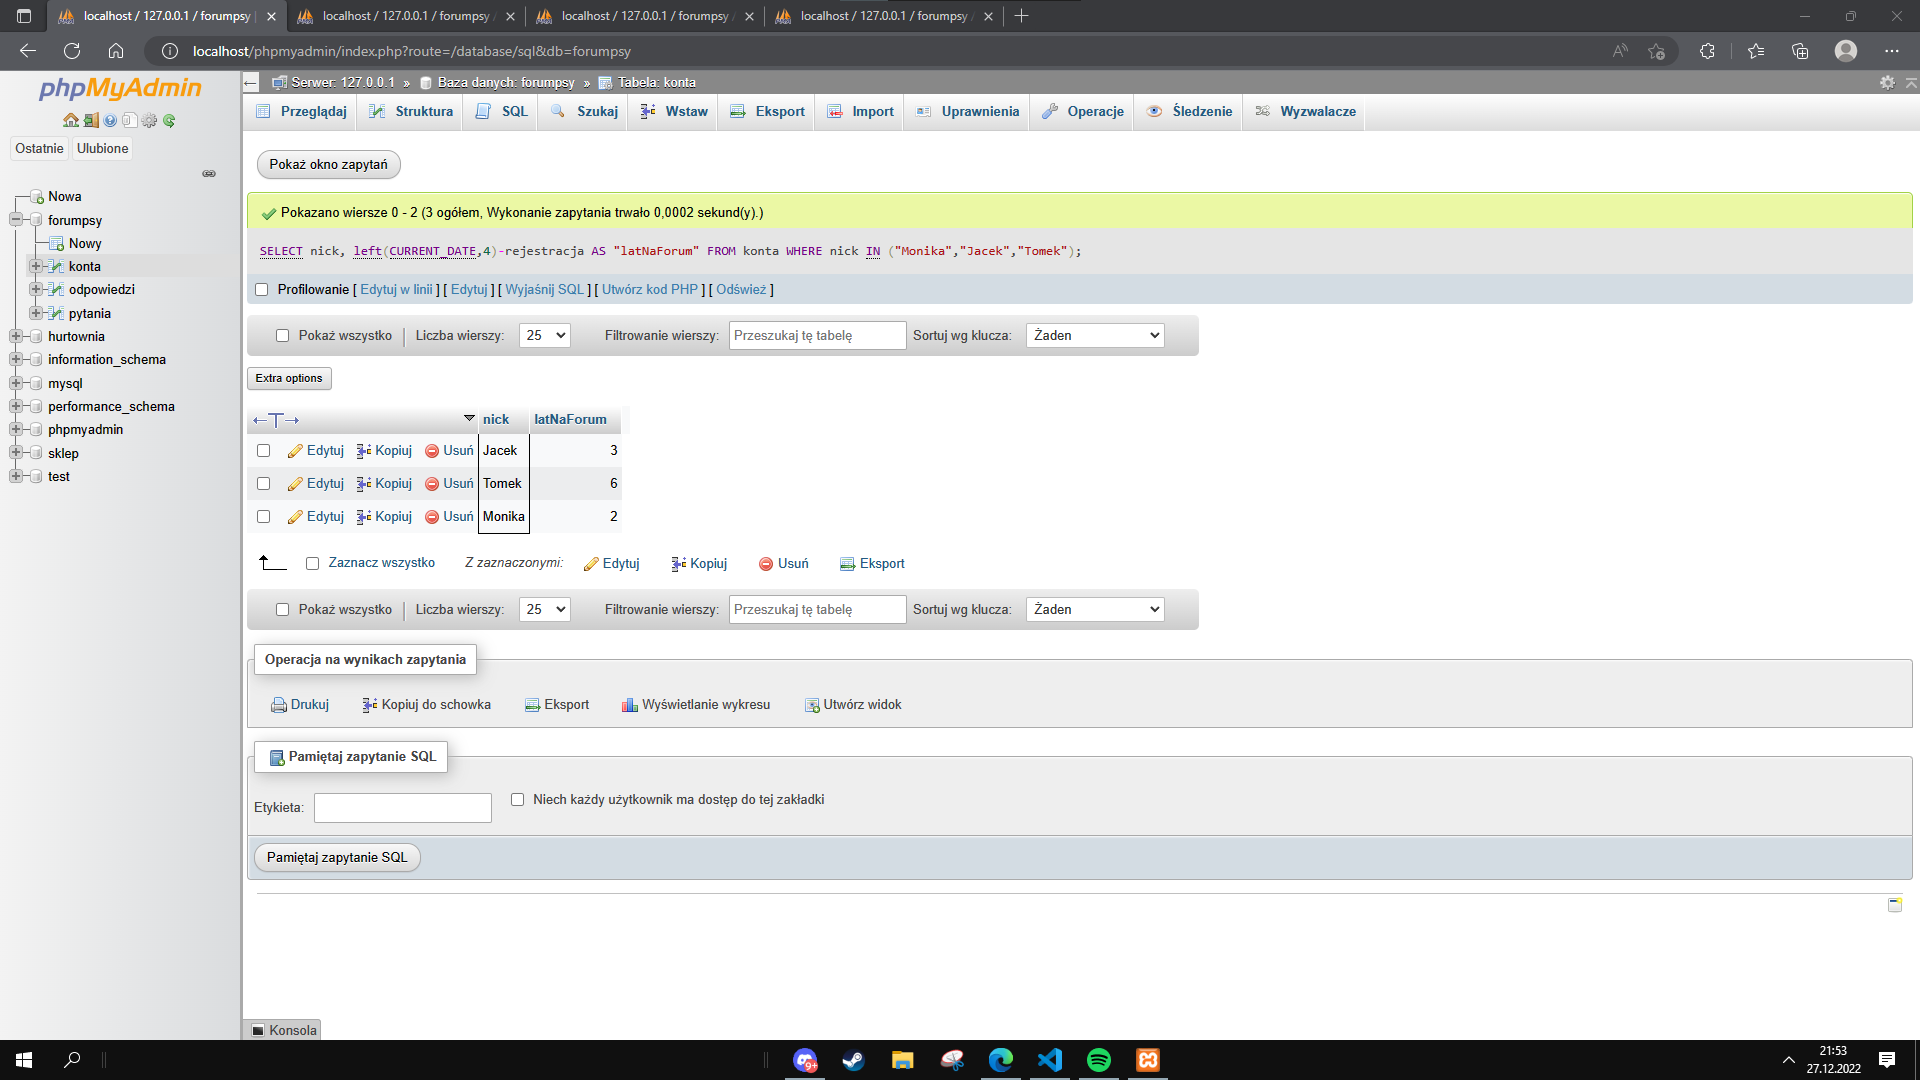 localhost / 127.0.0.1 / forumpsy
localhost / 127.0.0.1 / forumpsy
localhost / 127.0.0.1 / forumpsy
localhost / 127.0.0.1 / forumpsy
localhost/phpmyadmin/index.php?route=/database/sql&db=forumpsy
phpMyAdmin
Ostatnie Ulubione
Nowa
forumpsy
Nowy
konta
odpowiedzi
pytania
hurtownia
information_schema
mysql
performance_schema
phpmyadmin
sklep
test
Serwer: 127.0.0.1 » Baza danych: forumpsy » Tabela: konta
Przeglądaj Struktura SQL Szukaj Wstaw Eksport Import Uprawnienia Operacje Śledzenie Wyzwalacze
Pokaż okno zapytań
Pokazano wiersze 0 - 2 (3 ogółem, Wykonanie zapytania trwało 0,0002 sekund(y).)
SELECT nick, left(CURRENT_DATE,4)-rejestracja AS "latNaForum" FROM konta WHERE nick IN ("Monika","Jacek","Tomek");
Profilowanie [ Edytuj w linii ] [ Edytuj ] [ Wyjaśnij SQL ] [ Utwórz kod PHP ] [ Odśwież ]
Pokaż wszystko | Liczba wierszy: 25 Filtrowanie wierszy: Przeszukaj tę tabelę Sortuj wg klucza: Żaden
Extra options
←T→ nick latNaForum
Edytuj Kopiuj Usuń Jacek 3
Edytuj Kopiuj Usuń Tomek 6
Edytuj Kopiuj Usuń Monika 2
Zaznacz wszystko Z zaznaczonymi: Edytuj Kopiuj Usuń Eksport
Pokaż wszystko | Liczba wierszy: 25 Filtrowanie wierszy: Przeszukaj tę tabelę Sortuj wg klucza: Żaden
Operacja na wynikach zapytania
Drukuj Kopiuj do schowka Eksport Wyświetlanie wykresu Utwórz widok
Pamiętaj zapytanie SQL
Etykieta: Niech każdy użytkownik ma dostęp do tej zakładki
Pamiętaj zapytanie SQL
Konsola
9+
21:53
27.12.2022